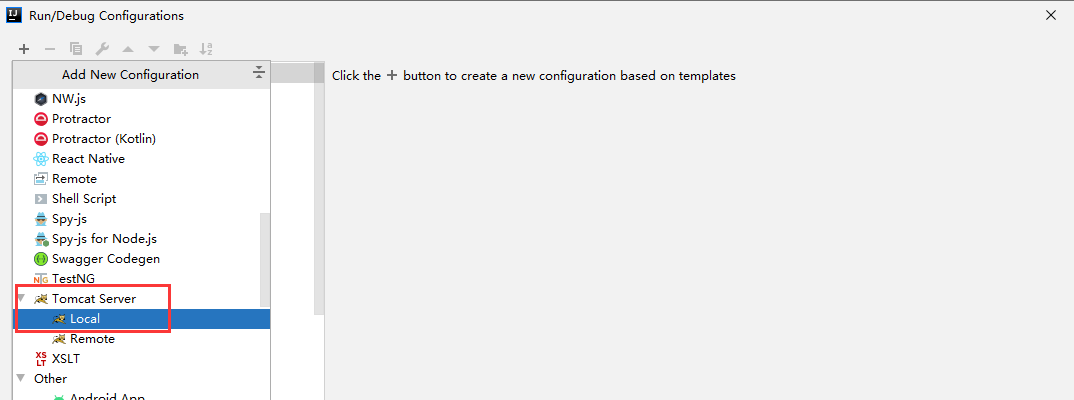 Run/Debug Configurations
Add New Configuration
Click the + button to create a new configuration based on templates
NW.js
Protractor
Protractor (Kotlin)
React Native
Remote
Shell Script
Spy-js
Spy-js for Node.js
Swagger Codegen
TestNG
Tomcat Server
Local
Remote
XSLT
Other
Android App